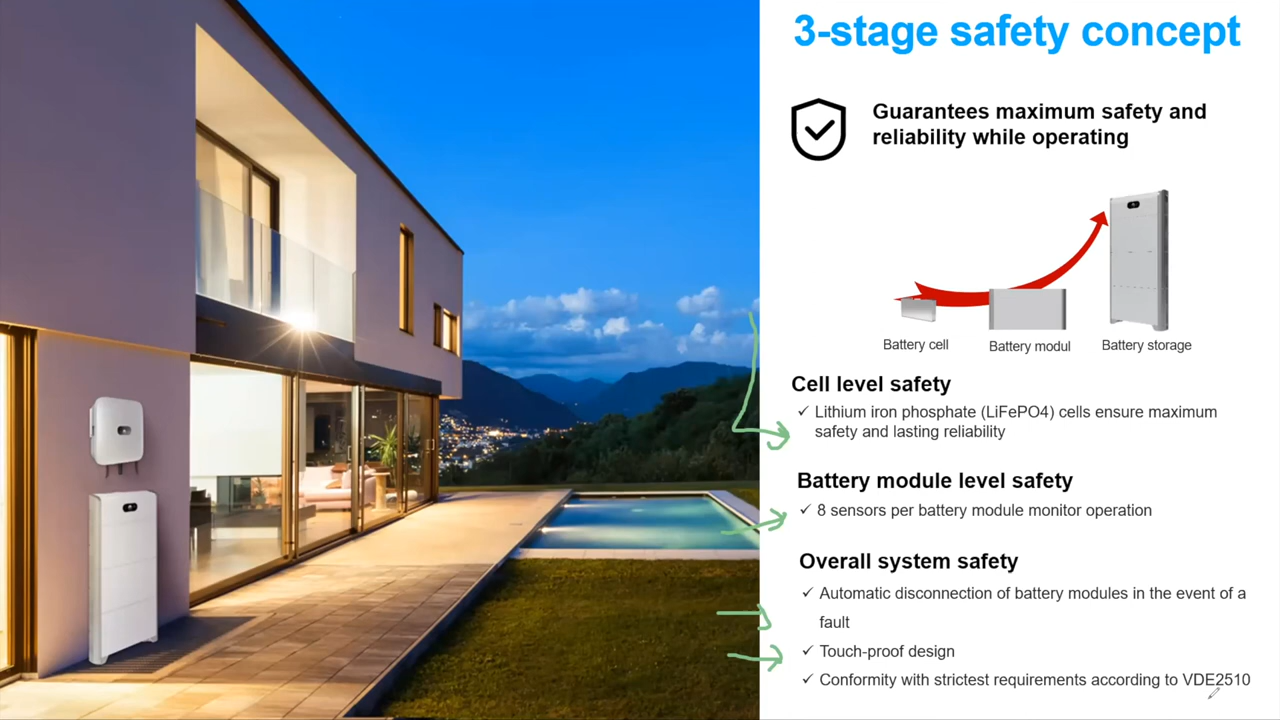 3-stage safety concept
Guarantees maximum safety and
reliability while operating
Battery cell
Battery modul
Battery storage
Cell level safety
✓ Lithium iron phosphate (LiFePO4) cells ensure maximum
safety and lasting reliability
Battery module level safety
✓ 8 sensors per battery module monitor operation
Overall system safety
✓ Automatic disconnection of battery modules in the event of a
fault
✓ Touch-proof design
✓ Conformity with strictest requirements according to VDE2510